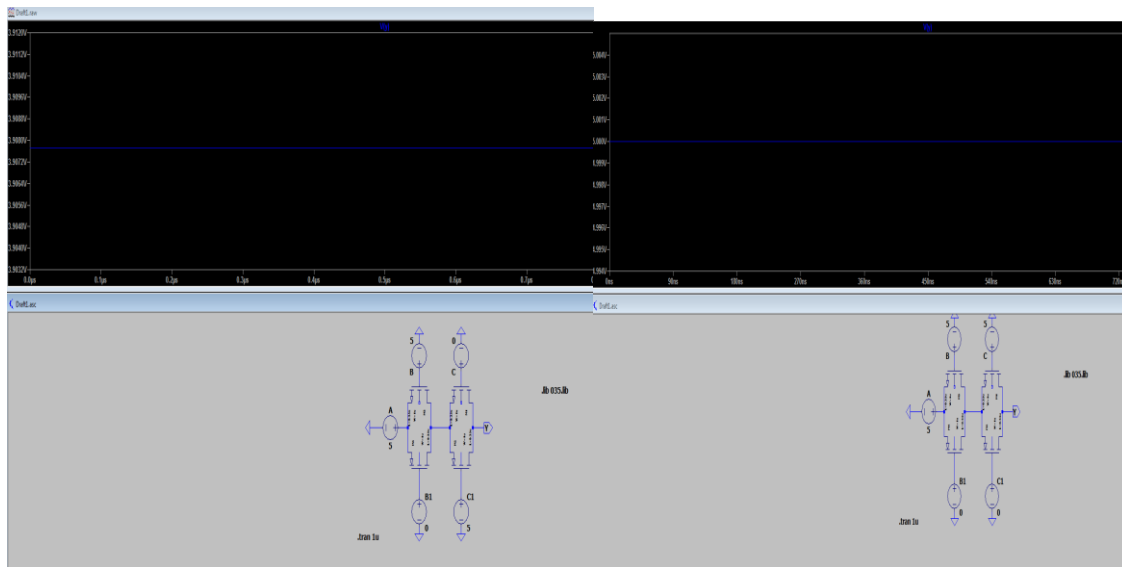 Draft1.raw
3.9120V
3.9112V
3.9104V
3.9096V
3.9088V
3.9080V
3.9072V
3.9064V
3.9056V
3.9048V
3.9040V
3.9032V
0.0µs
0.1µs
0.2µs
0.3µs
0.4µs
0.5µs
0.6µs
0.7µs
5.004V
5.003V
5.002V
5.001V
5.000V
4.999V
4.998V
4.997V
4.996V
4.995V
4.994V
0ns
90ns
180ns
270ns
360ns
450ns
540ns
630ns
720ns
Draft1.asc
5
0
B
C
.lib 035.lib
A
Y
5
B1
C1
0
5
.tran 1u
Draft1.asc
5
5
B
C
.lib 035.lib
A
Y
5
B1
C1
0
0
.tran 1u